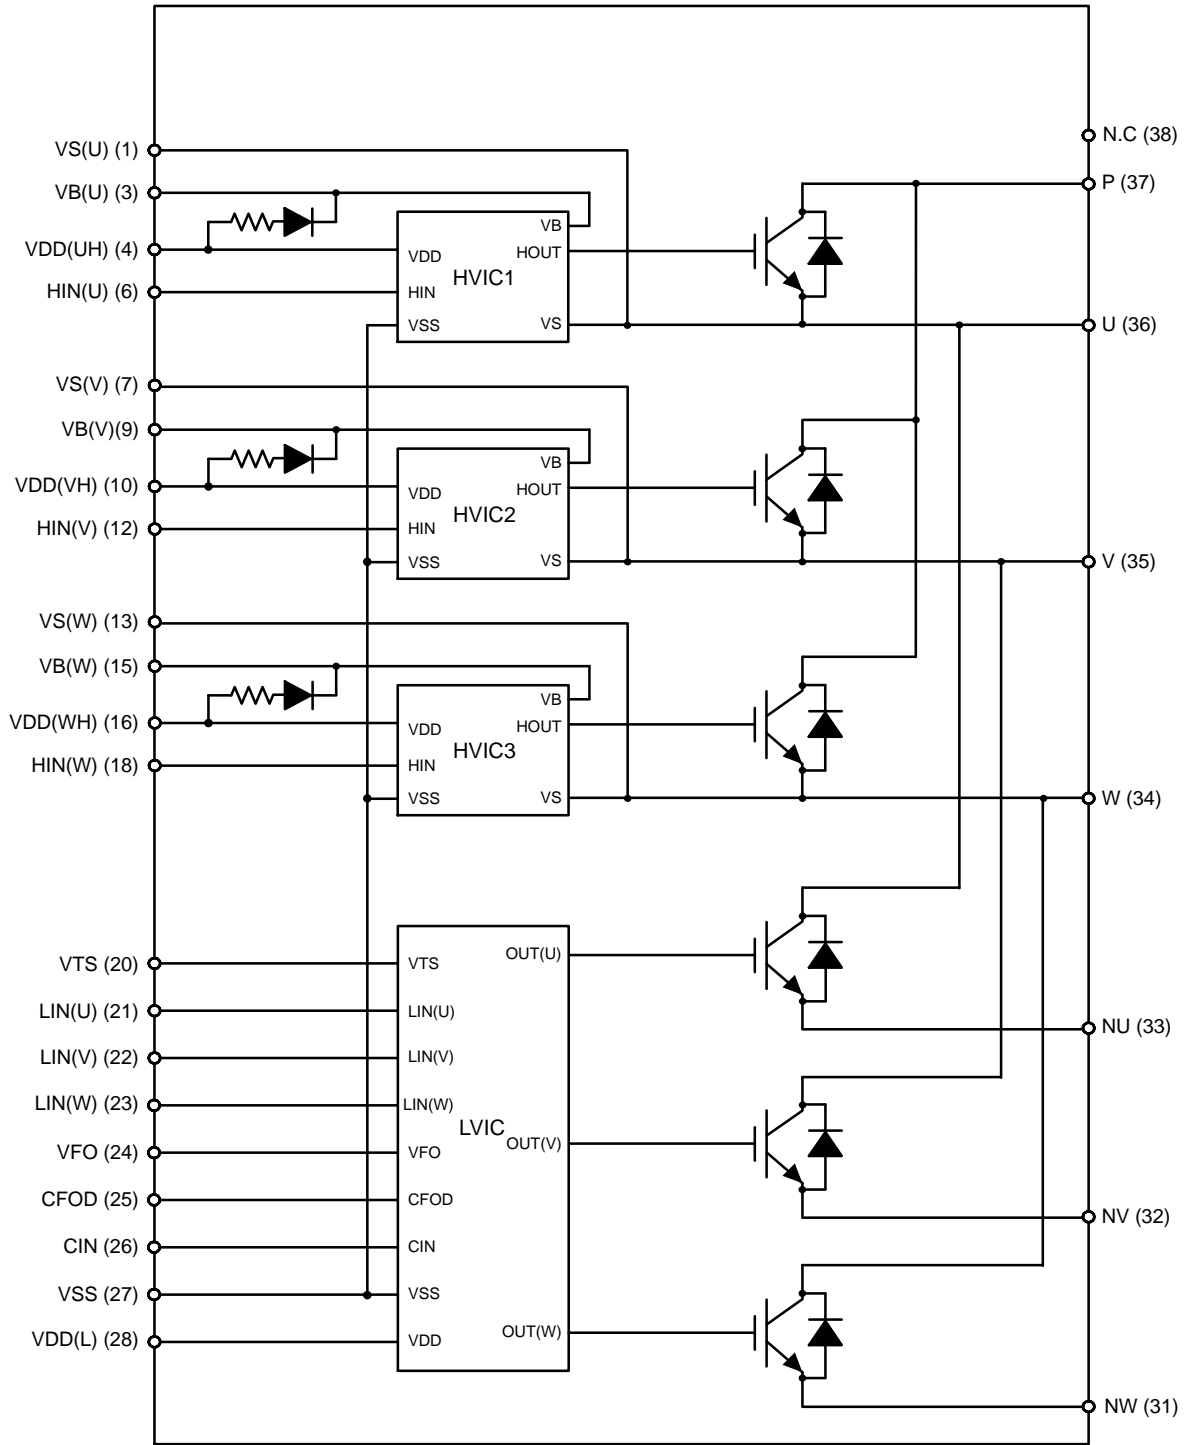 VS(U) (1)
VB(U) (3)
VDD(UH) (4)
HIN(U) (6)
VS(V) (7)
VB(V)(9)
VDD(VH) (10)
HIN(V) (12)
VS(W) (13)
VB(W) (15)
VDD(WH) (16)
HIN(W) (18)
VTS (20)
LIN(U) (21)
LIN(V) (22)
LIN(W) (23)
VFO (24)
CFOD (25)
CIN (26)
VSS (27)
VDD(L) (28)
VB
HOUT
VDD
HVIC1
HIN
VSS
VS
VB
HOUT
VDD
HVIC2
HIN
VSS
VS
VB
HOUT
VDD
HVIC3
HIN
VSS
VS
VTS
OUT(U)
LIN(U)
LIN(V)
LIN(W)
LVIC
OUT(V)
VFO
CFOD
CIN
VSS
OUT(W)
VDD
N.C (38)
P (37)
U (36)
V (35)
W (34)
NU (33)
NV (32)
NW (31)